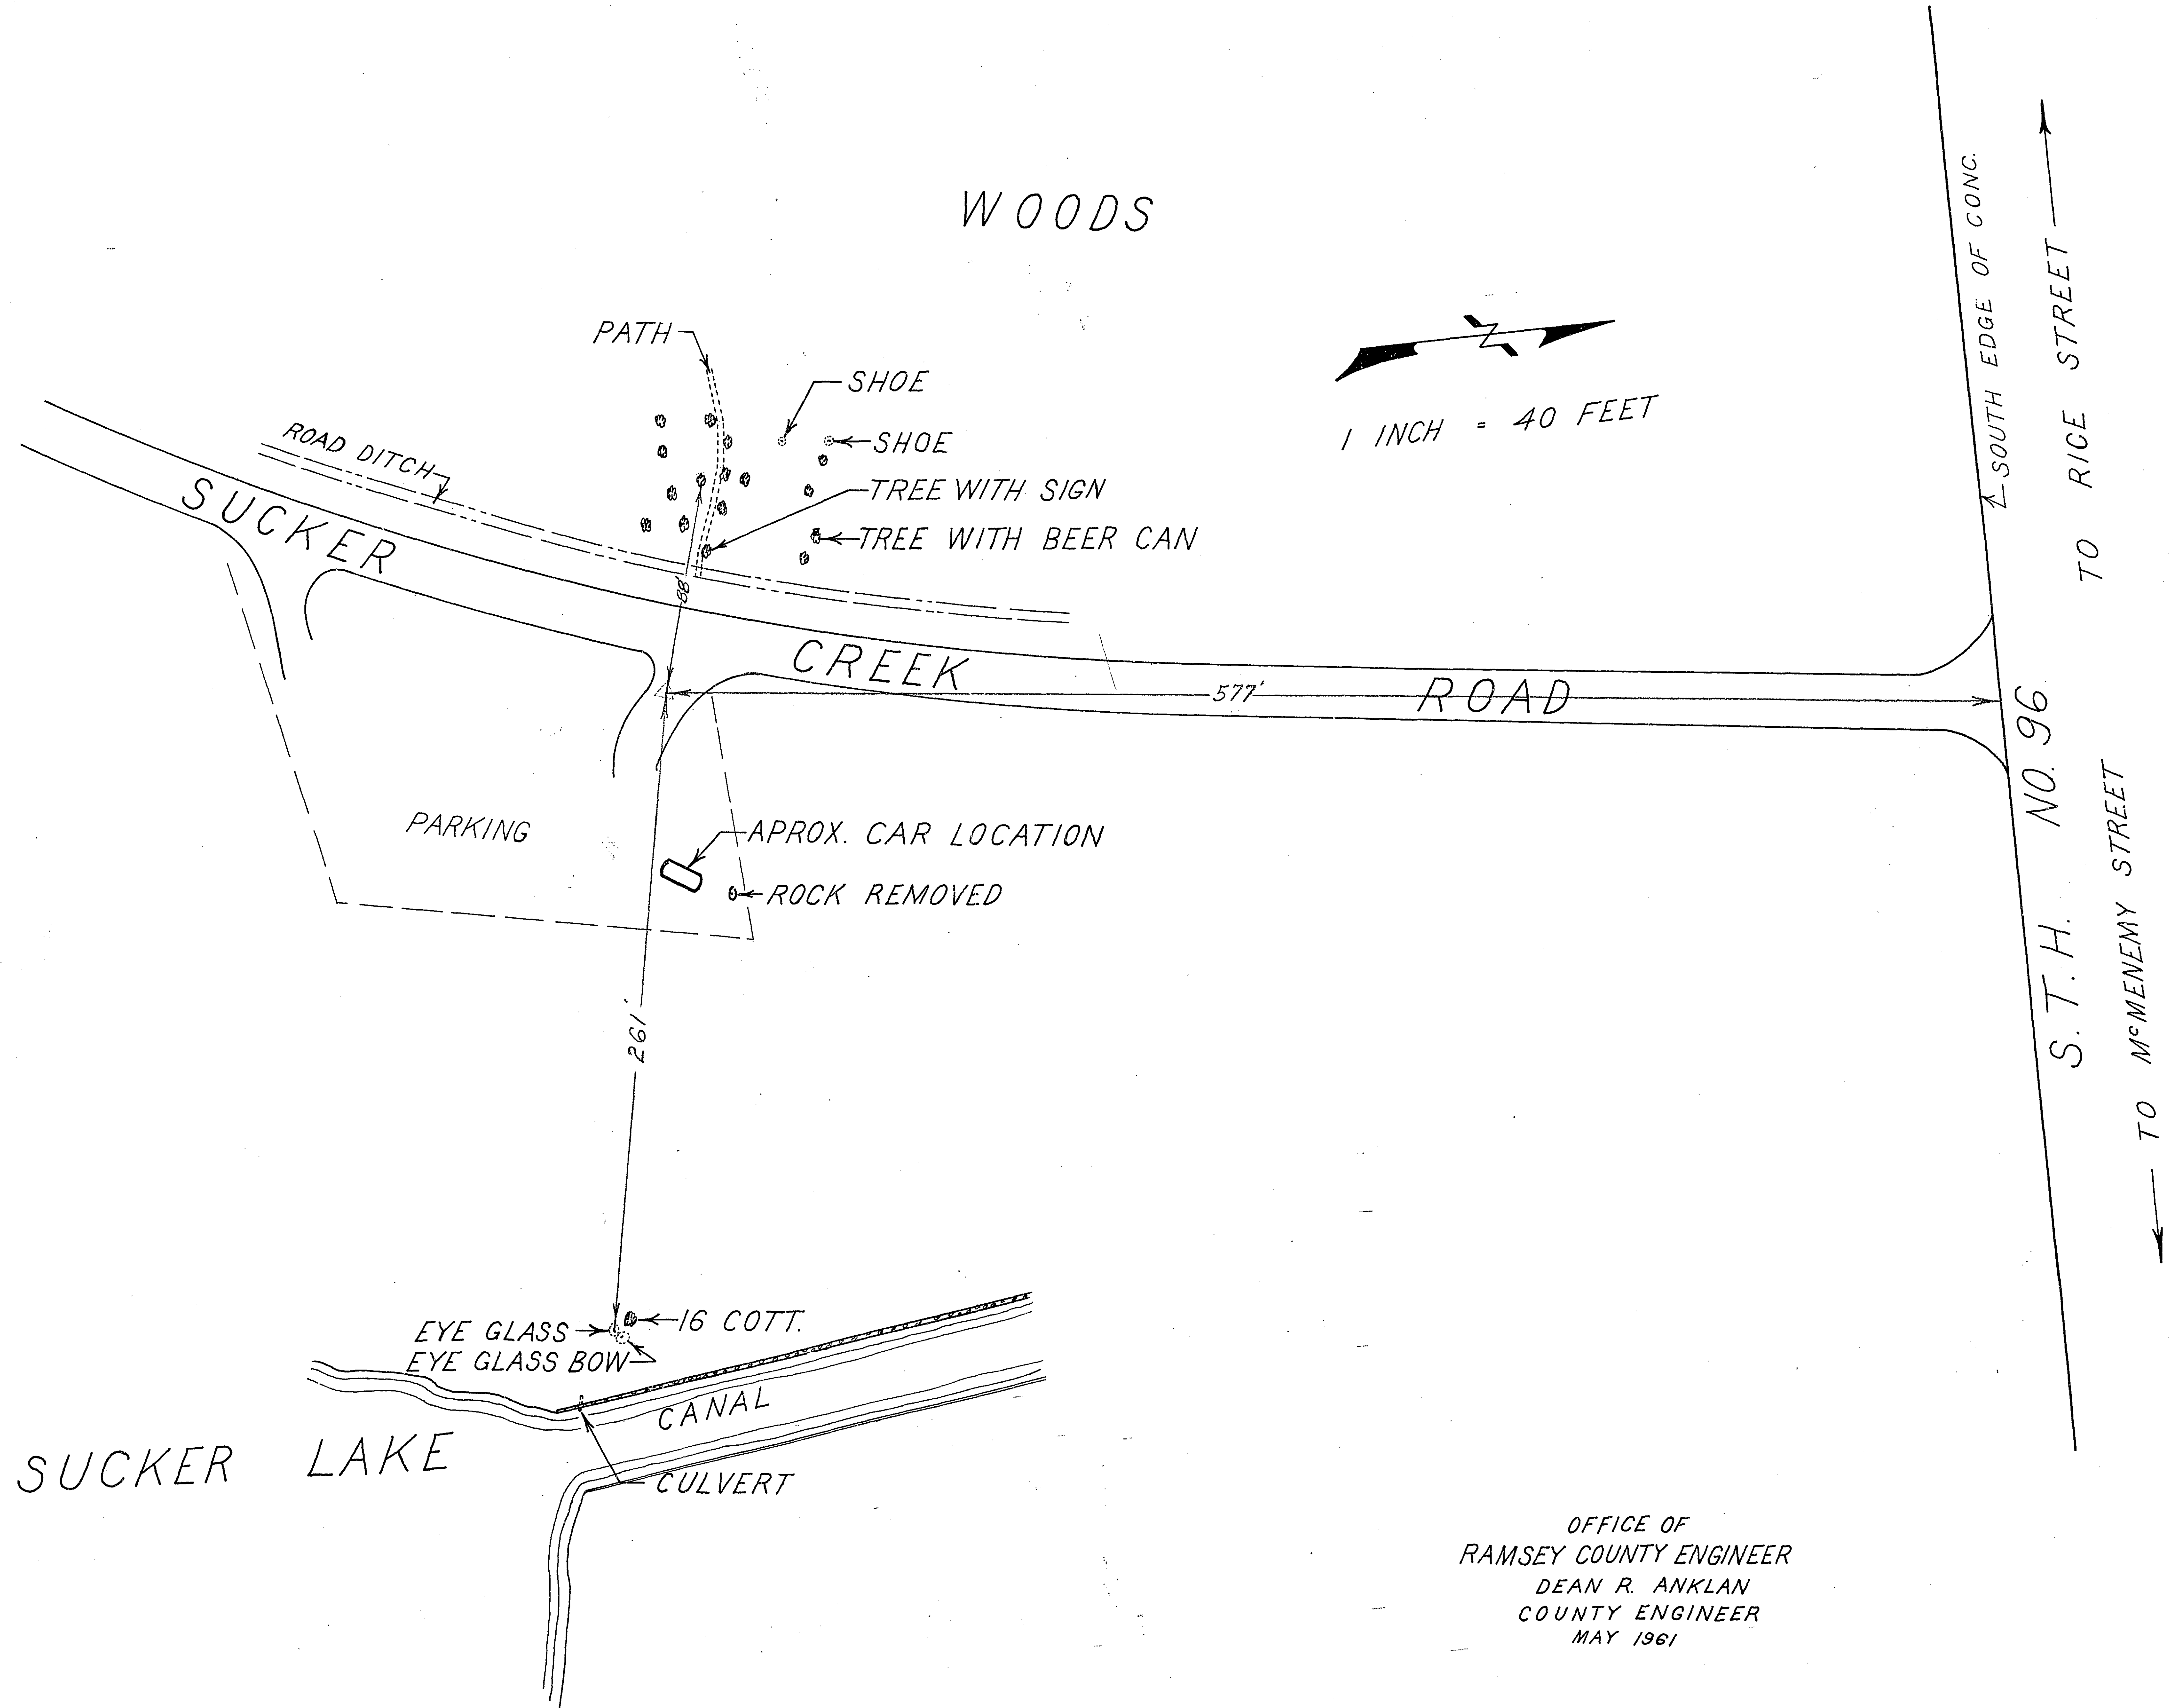 WOODS
PATH
SHOE
SHOE
ROAD DITCH
TREE WITH SIGN
TREE WITH BEER CAN
N
1 INCH = 40 FEET
SOUTH EDGE OF CONC.
TO RICE STREET
SUCKER CREEK ROAD
88'
577'
S. T. H. NO. 96
TO McMENEMY STREET
PARKING
APROX. CAR LOCATION
ROCK REMOVED
261'
EYE GLASS
16 COTT.
EYE GLASS BOW
CANAL
SUCKER LAKE
CULVERT
OFFICE OF
RAMSEY COUNTY ENGINEER
DEAN R. ANKLAN
COUNTY ENGINEER
MAY 1961